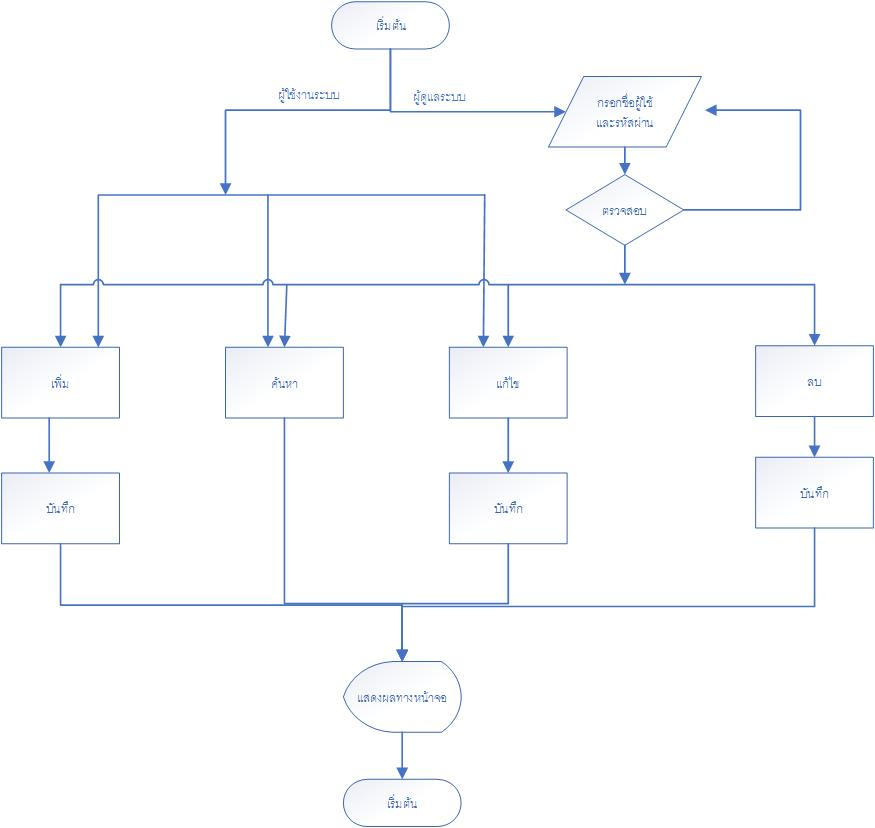 เริ่มต้น
ผู้ใช้งานระบบ
ผู้ดูแลระบบ
กรอกชื่อผู้ใช้
และรหัสผ่าน
ตรวจสอบ
เพิ่ม
ค้นหา
แก้ไข
ลบ
บันทึก
บันทึก
บันทึก
แสดงผลทางหน้าจอ
เริ่มต้น